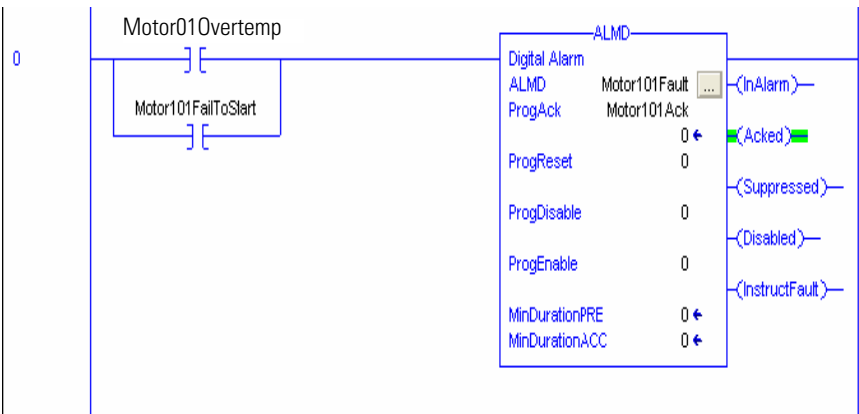 Motor01Overtemp
ALMD
0
Digital Alarm
ALMD Motor101Fault ... (InAlarm)
Motor101FailToStart
ProgAck Motor101Ack
0 (Acked)
ProgReset 0
(Suppressed)
ProgDisable 0
(Disabled)
ProgEnable 0
(InstructFault)
MinDurationPRE 0
MinDurationACC 0